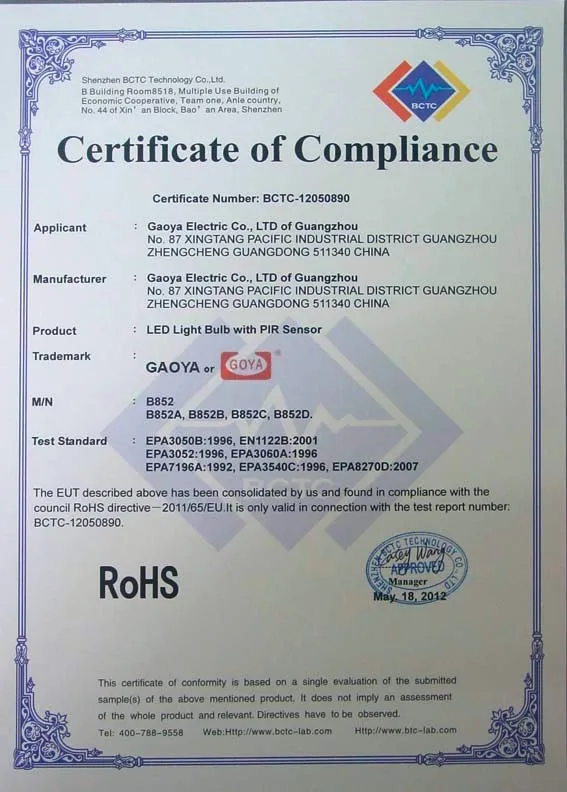 Shenzhen BCTC Technology Co.,Ltd.
B Building Room8518, Multiple Use Building of
Economic Cooperative, Team one, Anle country,
No. 44 of Xin' an Block, Bao' an Area, Shenzhen
BCTC
Certificate of Compliance
Certificate Number: BCTC-12050890
Applicant : Gaoya Electric Co., LTD of Guangzhou
No. 87 XINGTANG PACIFIC INDUSTRIAL DISTRICT GUANGZHOU
ZHENGCHENG GUANGDONG 511340 CHINA
Manufacturer : Gaoya Electric Co., LTD of Guangzhou
No. 87 XINGTANG PACIFIC INDUSTRIAL DISTRICT GUANGZHOU
ZHENGCHENG GUANGDONG 511340 CHINA
Product : LED Light Bulb with PIR Sensor
Trademark :
GAOYA or GOYA ®
M/N : B852
B852A, B852B, B852C, B852D.
Test Standard : EPA3050B:1996, EN1122B:2001
EPA3052:1996, EPA3060A:1996
EPA7196A:1992, EPA3540C:1996, EPA8270D:2007
BCTC
The EUT described above has been consolidated by us and found in compliance with the
council RoHS directive－2011/65/EU.It is only valid in connection with the test report number:
BCTC-12050890.
RoHS
SHENZHEN BCTC TECHNOLOGY CO.,LTD
Casey Wang
APPROVED
Manager
May. 18, 2012
This certificate of conformity is based on a single evaluation of the submitted
sample(s) of the above mentioned product. It does not imply an assessment
of the whole product and relevant. Directives have to be observed.
Tel: 400-788-9558 Web:Http://www.bctc-lab.com Http://www.btc-lab.com